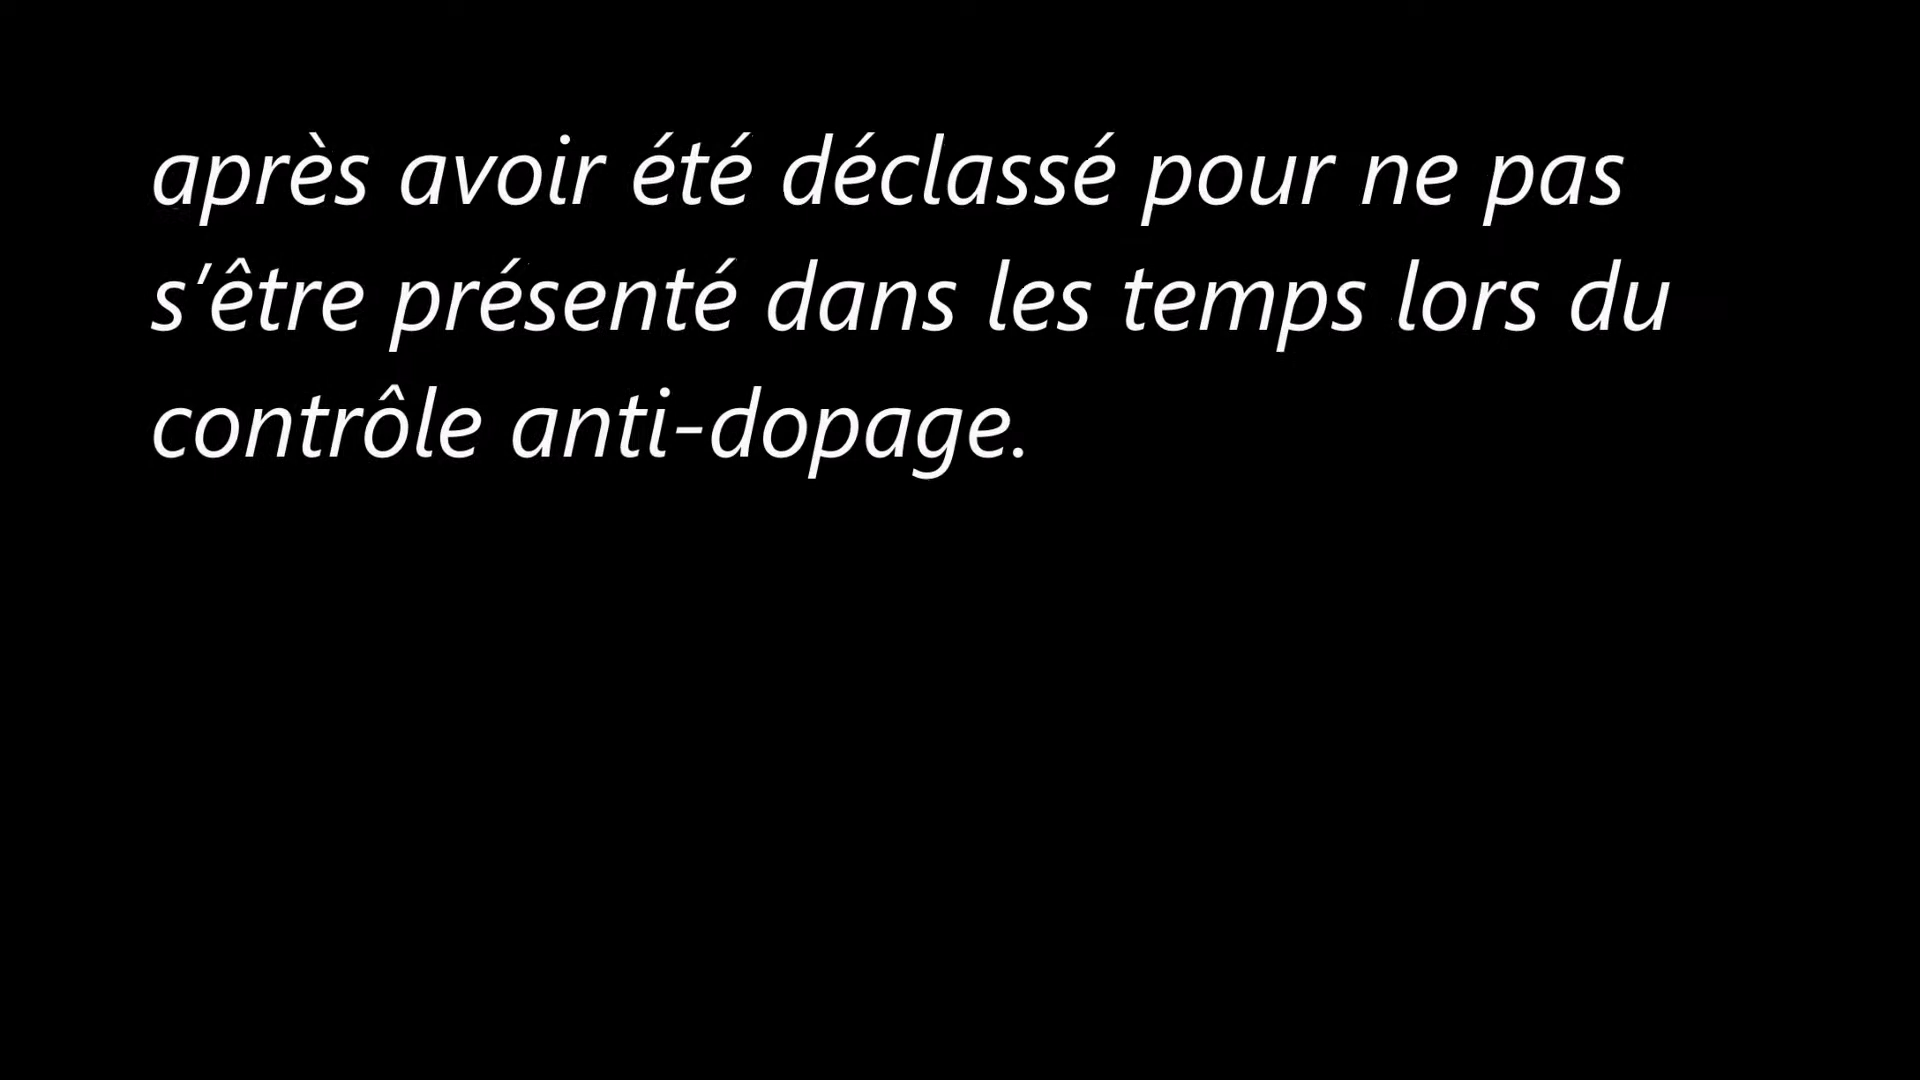 après avoir été déclassé pour ne pas
s’être présenté dans les temps lors du
contrôle anti-dopage.